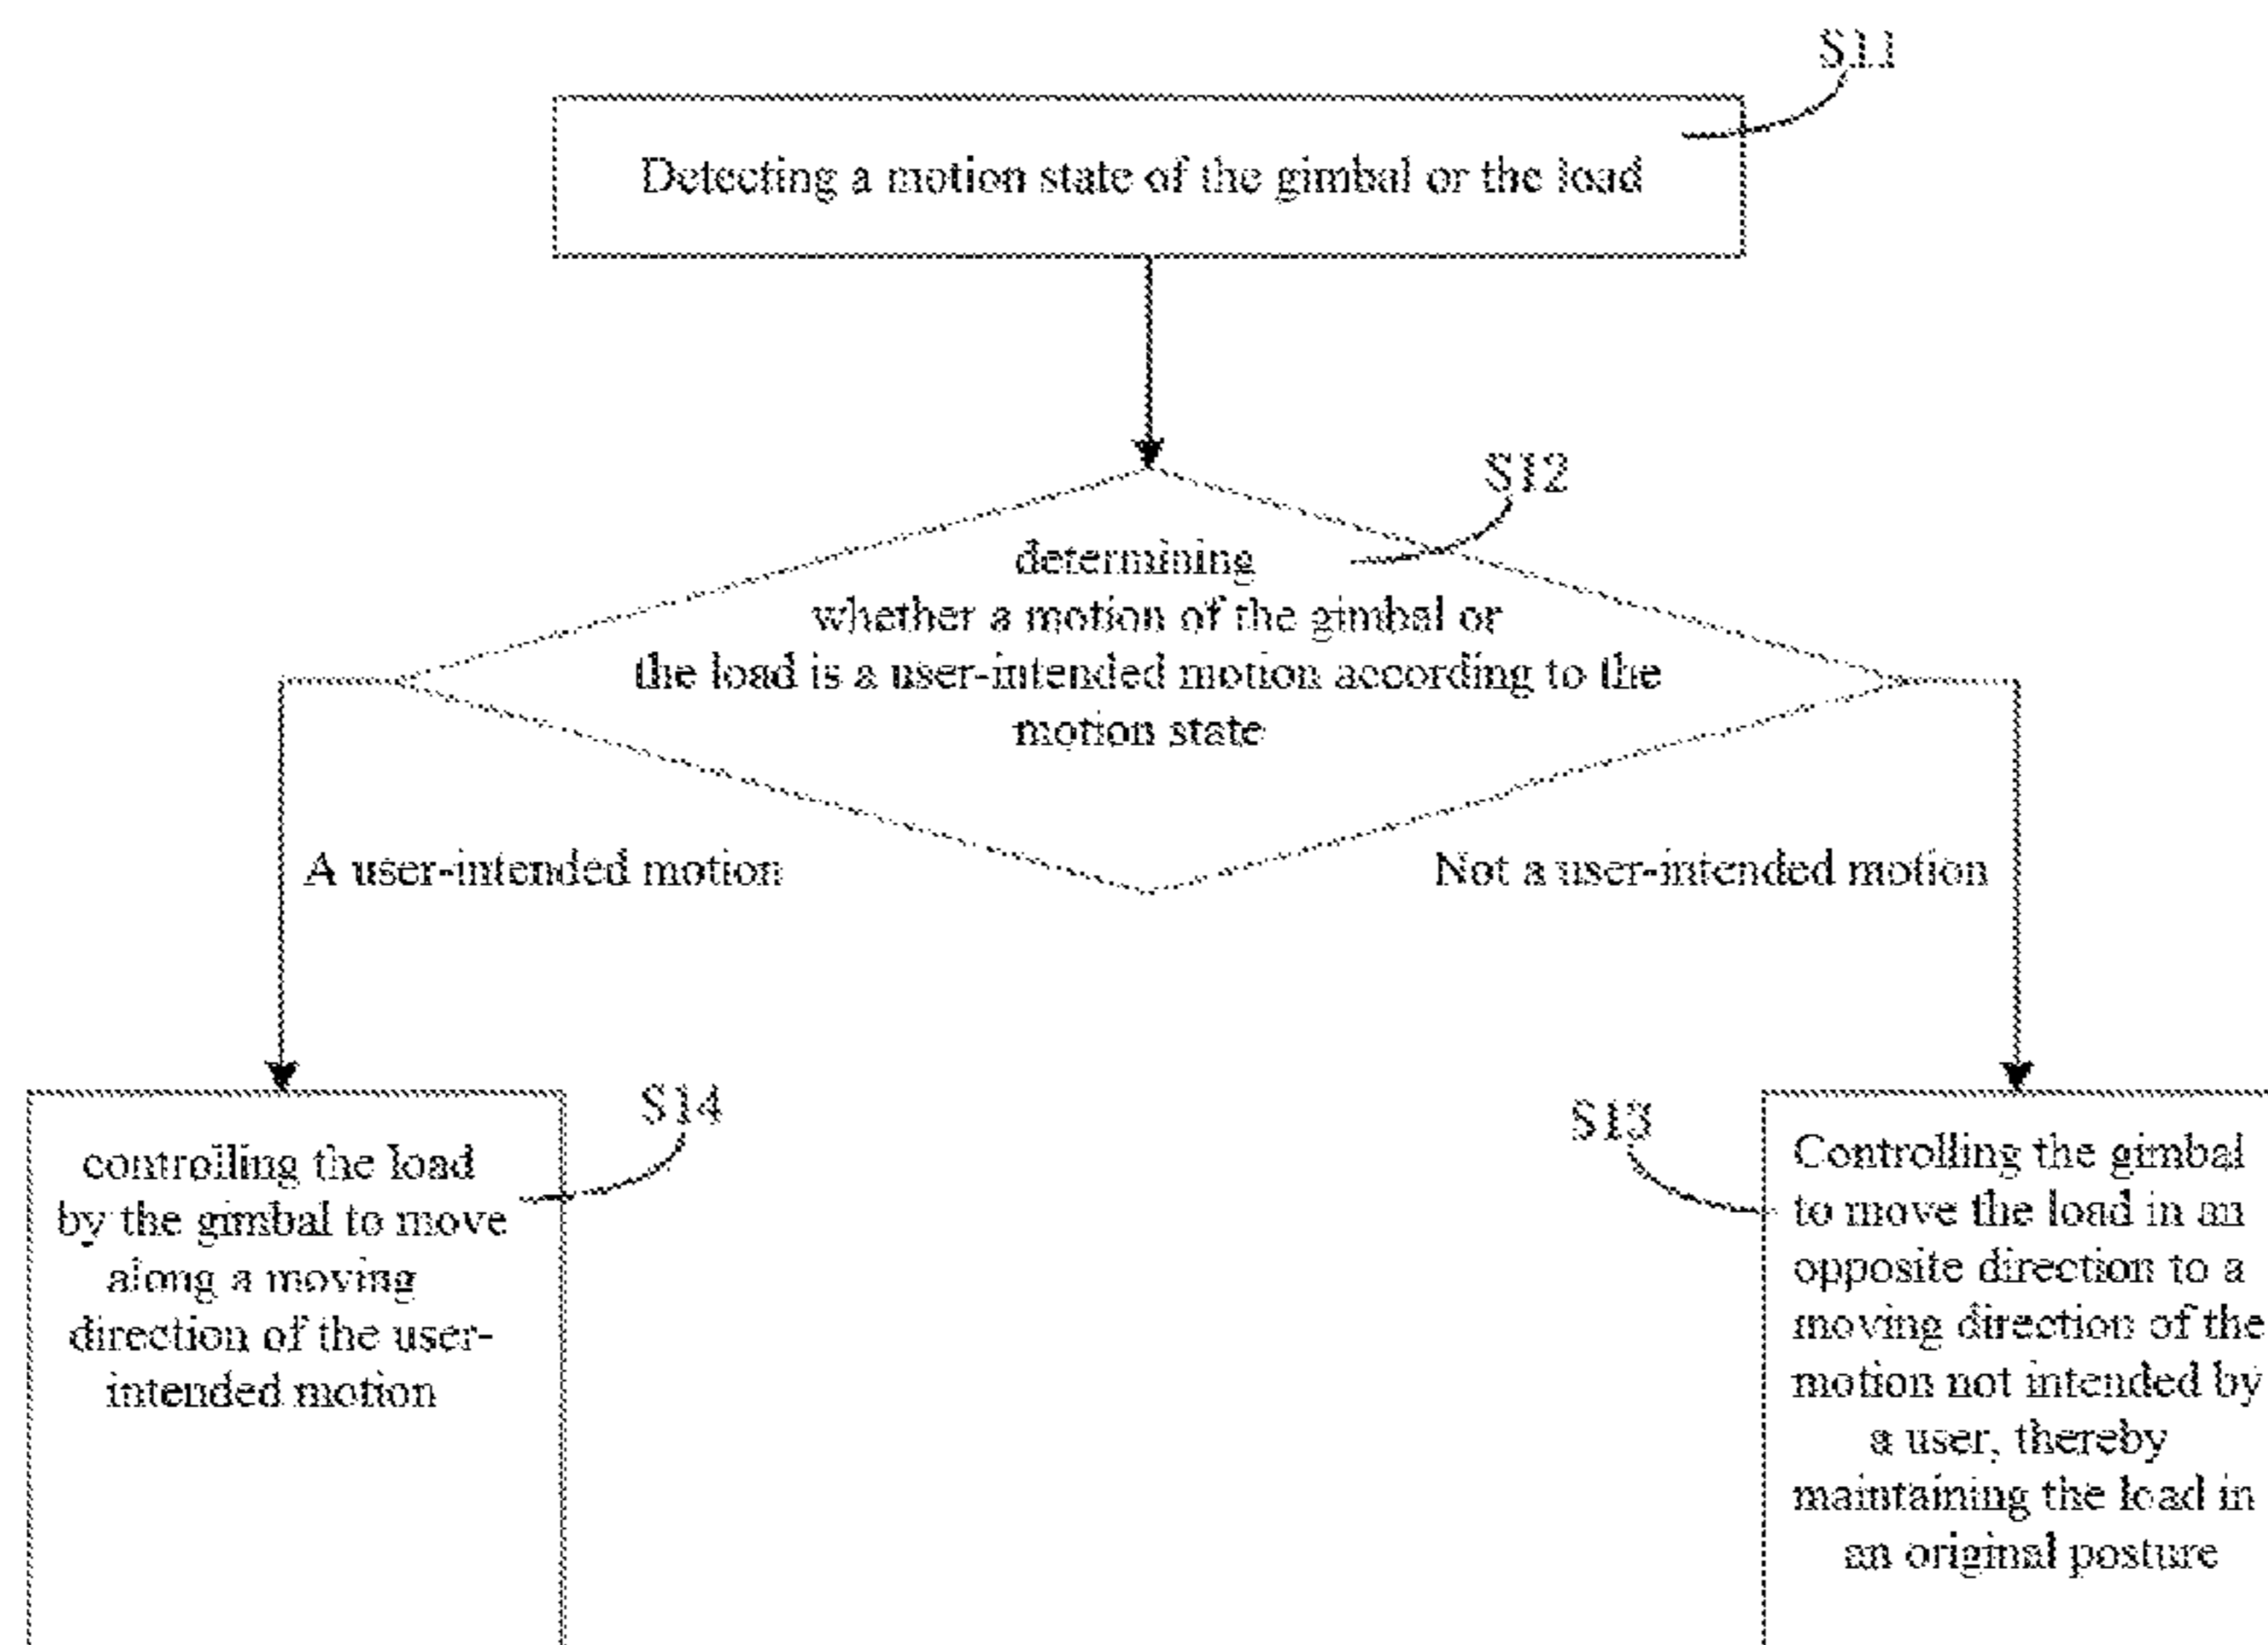 S11
Detecting a motion state of the gimbal or the load
S12
determining
whether a motion of the gimbal or
the load is a user-intended motion according to the
motion state
A user-intended motion
Not a user-intended motion
S14
controlling the load
by the gimbal to move
along a moving
direction of the user-
intended motion
S13
Controlling the gimbal
to move the load in an
opposite direction to a
moving direction of the
motion not intended by
a user, thereby
maintaining the load in
an original posture